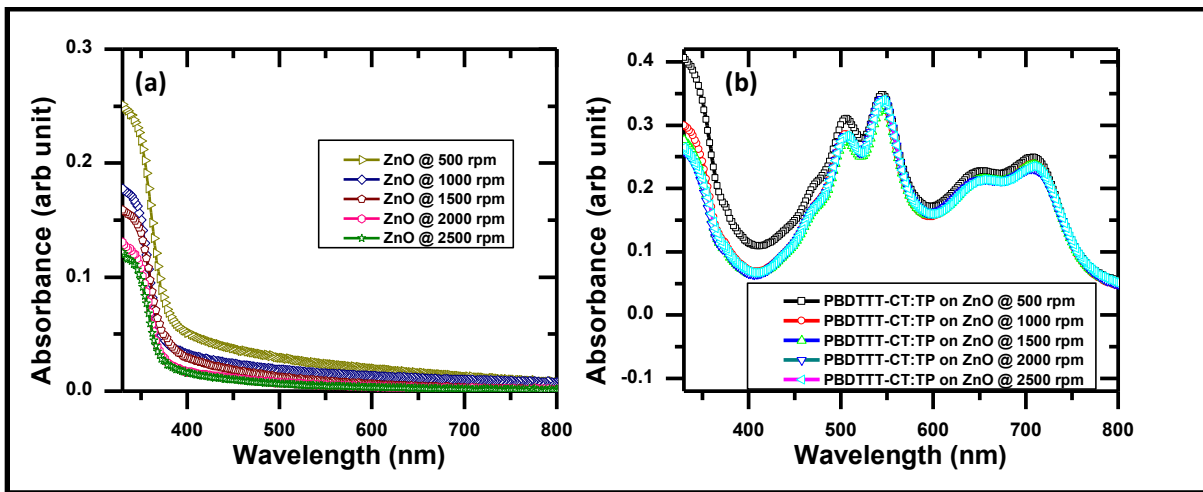 (a)
Absorbance (arb unit)
0.3
0.2
0.1
0.0
ZnO @ 500 rpm
ZnO @ 1000 rpm
ZnO @ 1500 rpm
ZnO @ 2000 rpm
ZnO @ 2500 rpm
400 500 600 700 800
Wavelength (nm)
(b)
Absorbance (arb unit)
0.4
0.3
0.2
0.1
0.0
-0.1
PBDTTT-CT:TP on ZnO @ 500 rpm
PBDTTT-CT:TP on ZnO @ 1000 rpm
PBDTTT-CT:TP on ZnO @ 1500 rpm
PBDTTT-CT:TP on ZnO @ 2000 rpm
PBDTTT-CT:TP on ZnO @ 2500 rpm
400 500 600 700 800
Wavelength (nm)